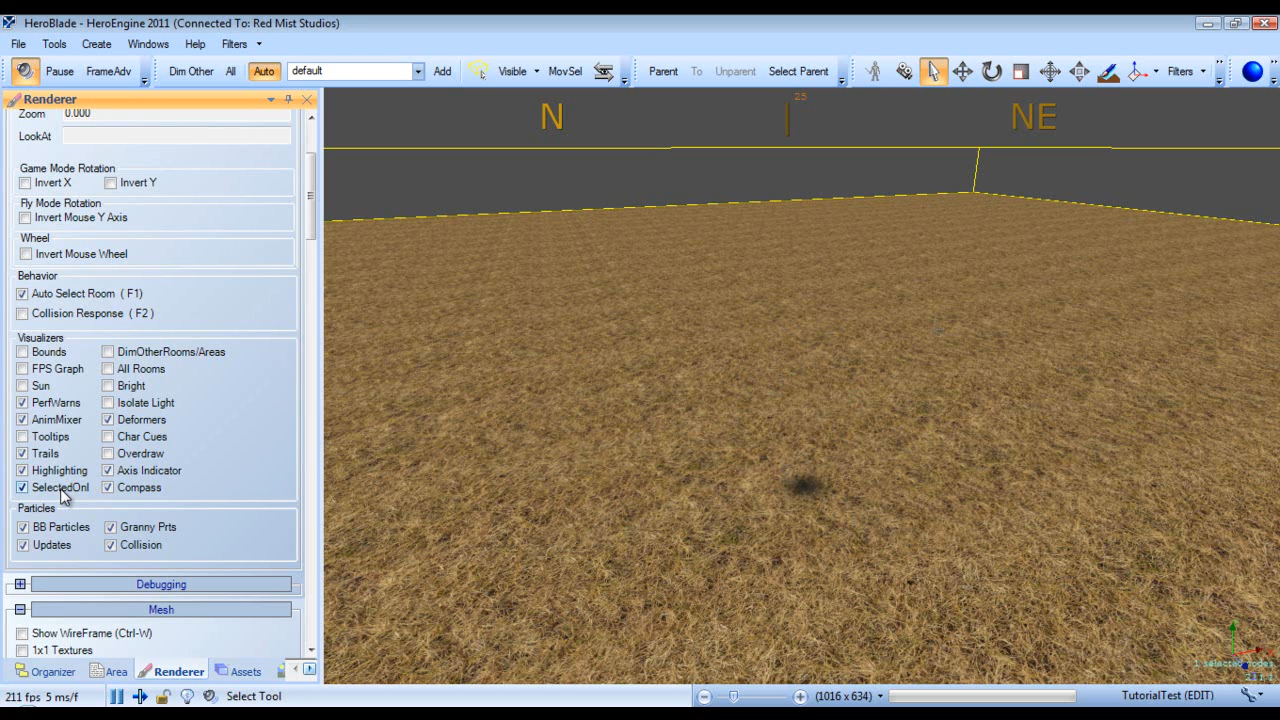 HeroBlade - HeroEngine 2011 (Connected To: Red Mist Studios)
File Tools Create Windows Help Filters
Pause FrameAdv Dim Other All Auto default Add Visible MovSel Parent To Unparent Select Parent Filters
Renderer
Zoom 0.000
LookAt
Game Mode Rotation
Invert X Invert Y
Fly Mode Rotation
Invert Mouse Y Axis
Wheel
Invert Mouse Wheel
Behavior
Auto Select Room ( F1)
Collision Response ( F2 )
Visualizers
Bounds DimOtherRooms/Areas
FPS Graph All Rooms
Sun Bright
PerfWarns Isolate Light
AnimMixer Deformers
Tooltips Char Cues
Trails Overdraw
Highlighting Axis Indicator
SelectedOnl Compass
Particles
BB Particles Granny Prts
Updates Collision
Debugging
Mesh
Show WireFrame (Ctrl-W)
1x1 Textures
Organizer Area Renderer Assets
N 25 NE
1 selected nodes
211 fps 5 ms/f Select Tool (1016 x 634) TutorialTest (EDIT)